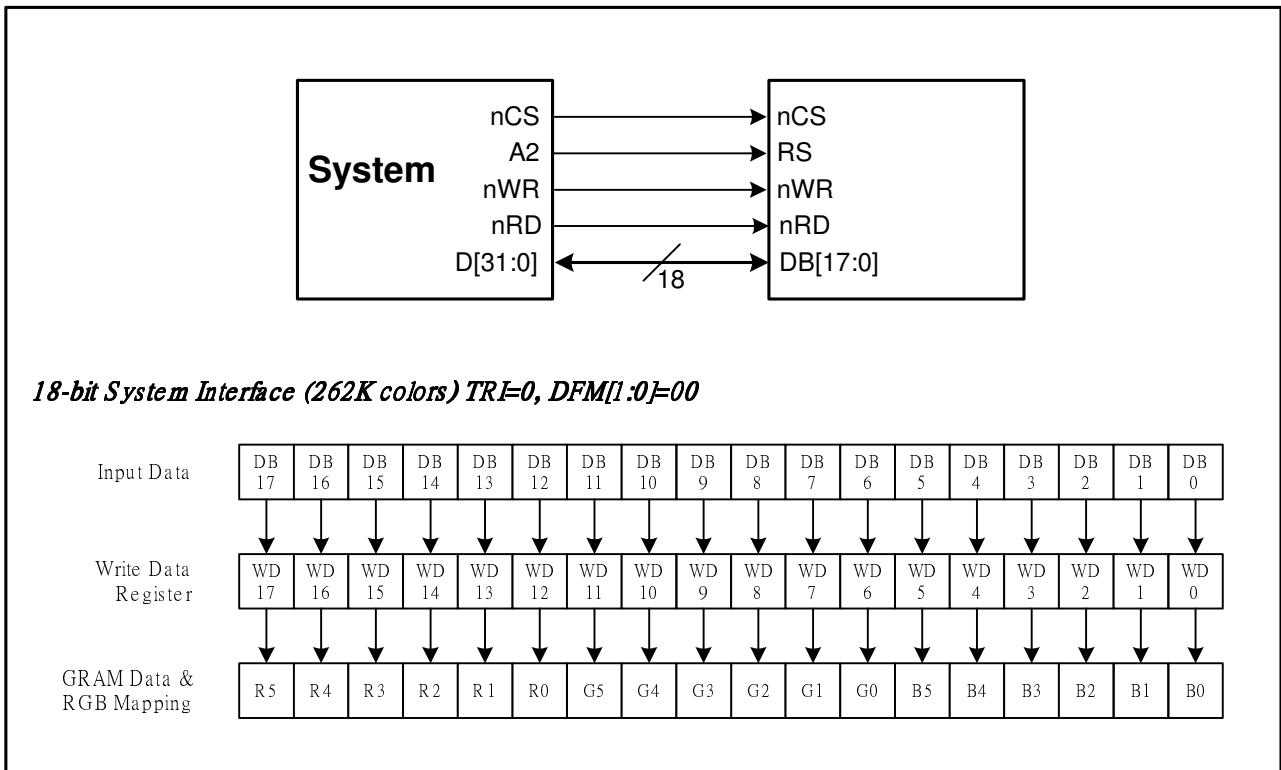 System
nCS nCS
A2 RS
nWR nWR
nRD nRD
D[31:0] 18 DB[17:0]
18-bit System Interface (262K colors) TRI=0, DFM[1:0]=00
Input Data DB 17 DB 16 DB 15 DB 14 DB 13 DB 12 DB 11 DB 10 DB 9 DB 8 DB 7 DB 6 DB 5 DB 4 DB 3 DB 2 DB 1 DB 0
Write Data Register WD 17 WD 16 WD 15 WD 14 WD 13 WD 12 WD 11 WD 10 WD 9 WD 8 WD 7 WD 6 WD 5 WD 4 WD 3 WD 2 WD 1 WD 0
GRAM Data & RGB Mapping R5 R4 R3 R2 R1 R0 G5 G4 G3 G2 G1 G0 B5 B4 B3 B2 B1 B0